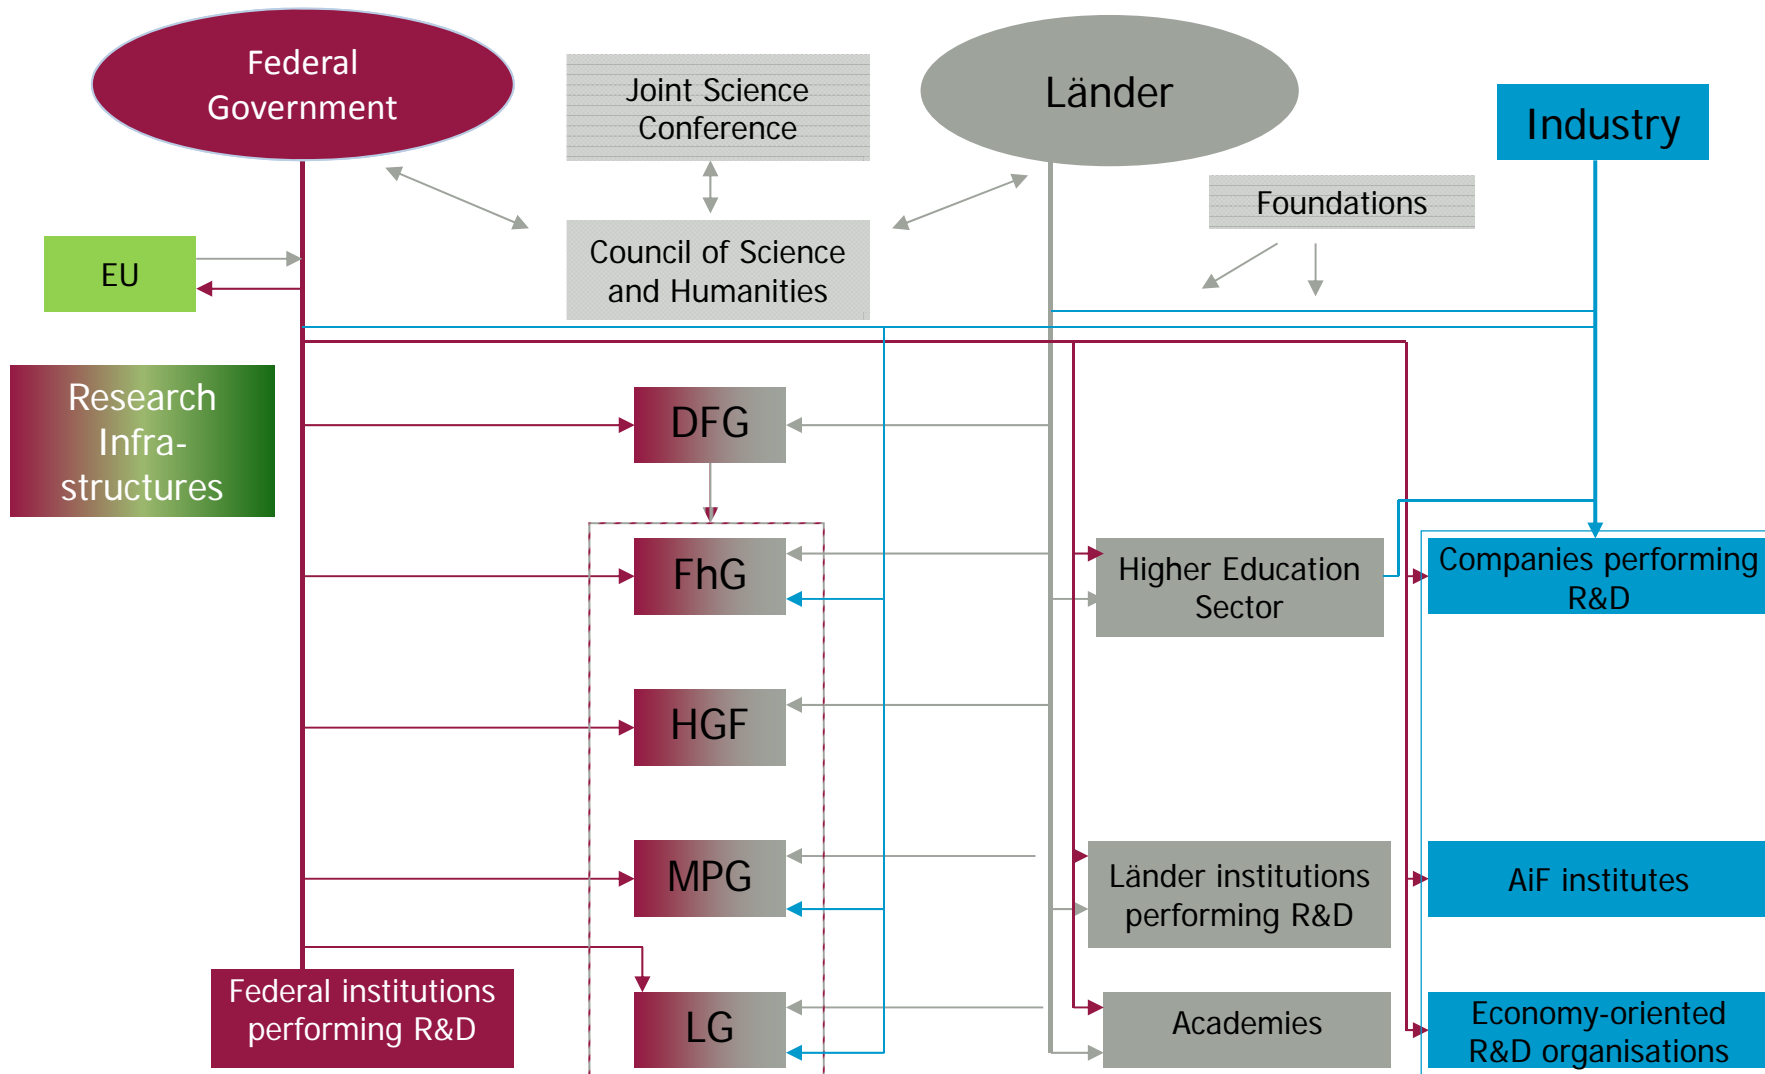 Federal
Government
Joint Science
Conference
Länder
Industry
Foundations
EU
Council of Science
and Humanities
Research
Infra-
structures
DFG
FhG
Higher Education
Sector
Companies performing
R&D
HGF
MPG
Länder institutions
performing R&D
AiF institutes
Federal institutions
performing R&D
LG
Academies
Economy-oriented
R&D organisations